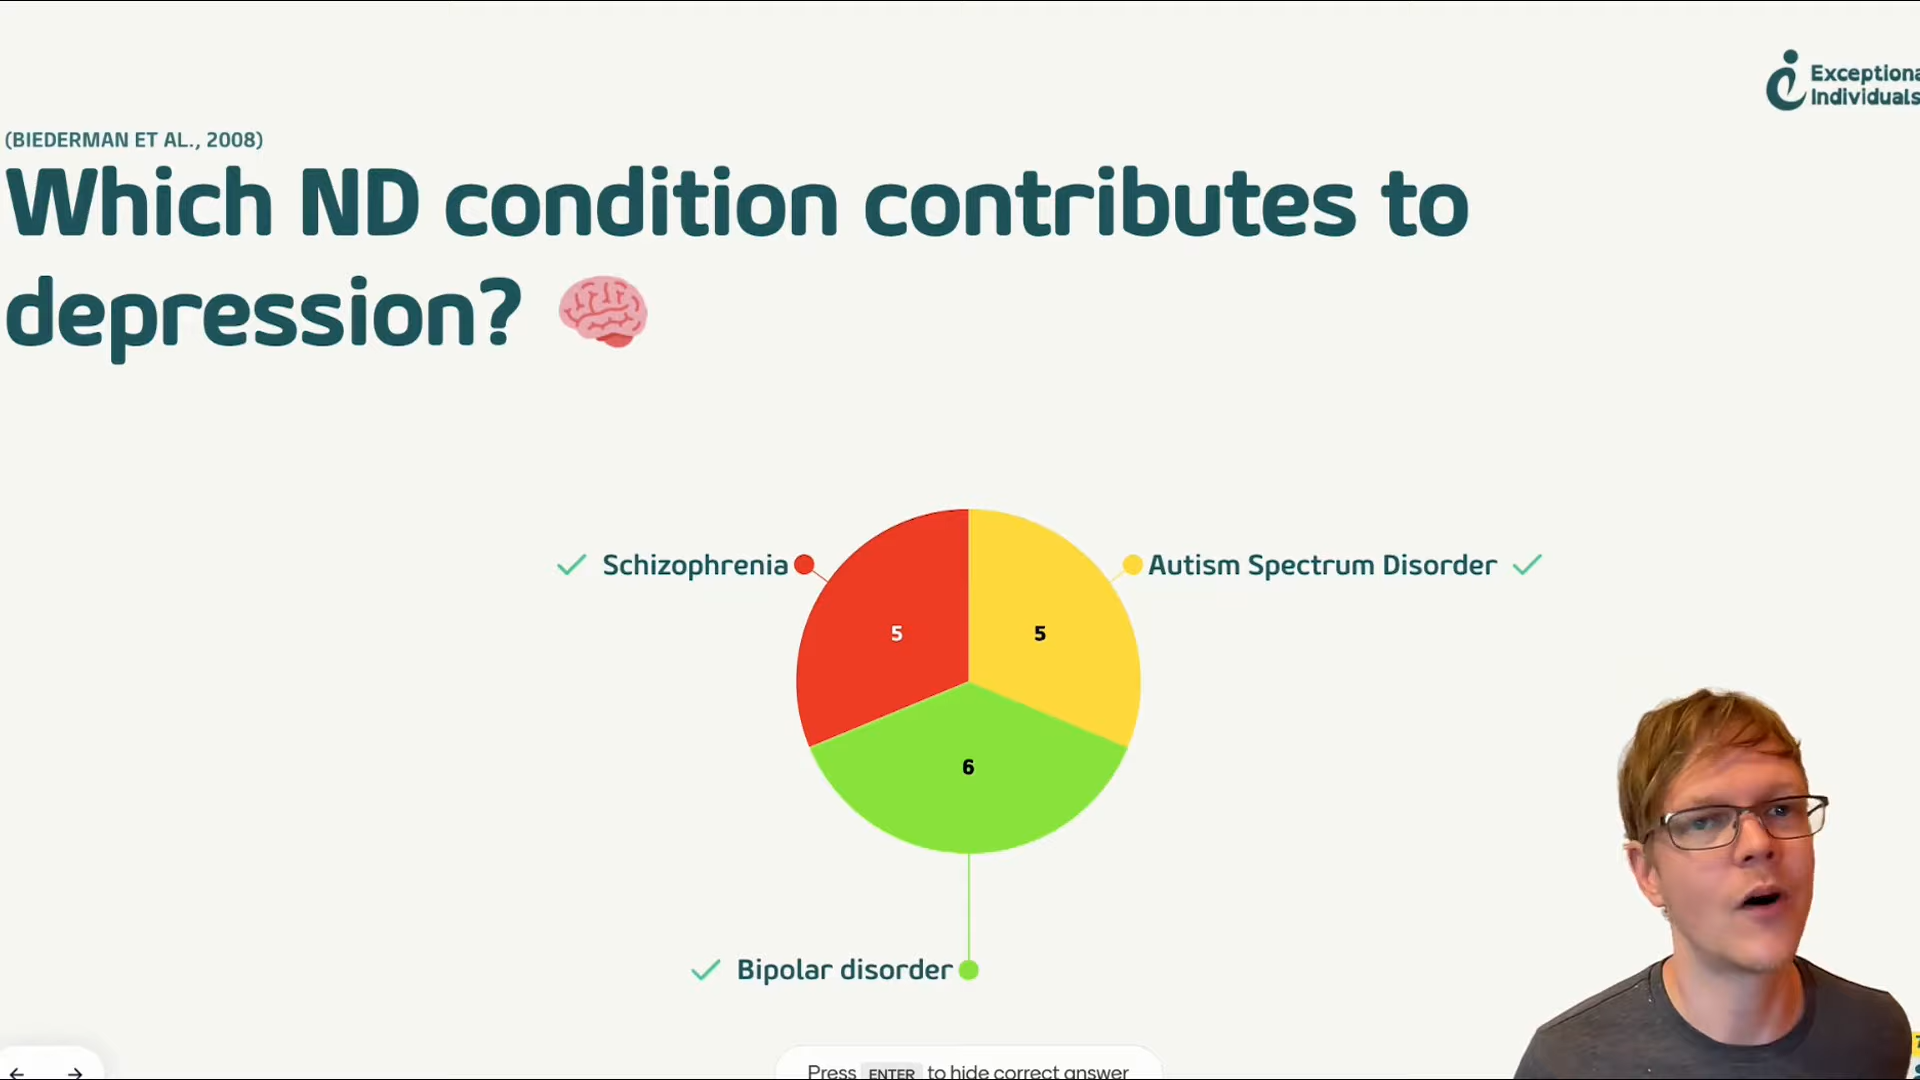 Exceptiona
Individuals
(BIEDERMAN ET AL., 2008)
Which ND condition contributes to
depression?
Schizophrenia
Autism Spectrum Disorder
5
5
6
Bipolar disorder
Press ENTER to hide correct answer